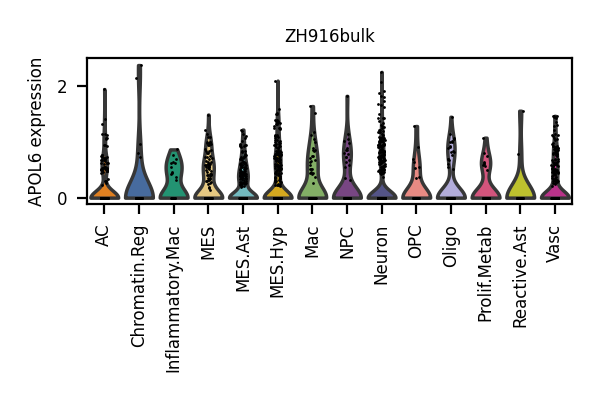 ZH916bulk
APOL6 expression
2
0
AC
Chromatin.Reg
Inflammatory.Mac
MES
MES.Ast
MES.Hyp
Mac
NPC
Neuron
OPC
Oligo
Prolif.Metab
Reactive.Ast
Vasc